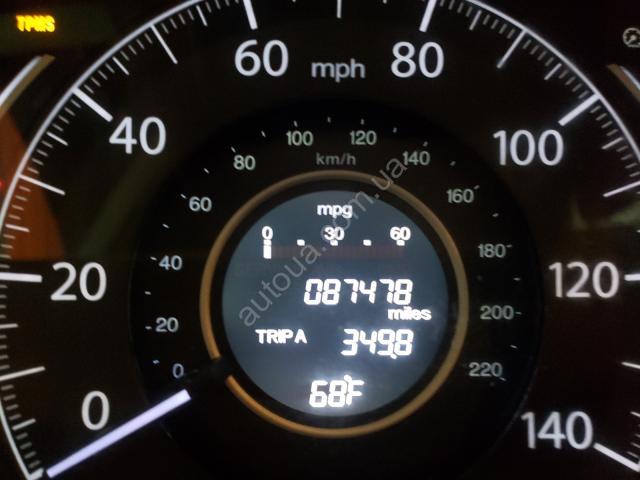 TPMS
60 mph 80
40 100
20 120
0 140
100 120
80 km/h 140
60 160
40 180
20 200
0 220
mpg
0 30 60
087478
miles
TRIP A 349.8
68°F
autoua.com.ua